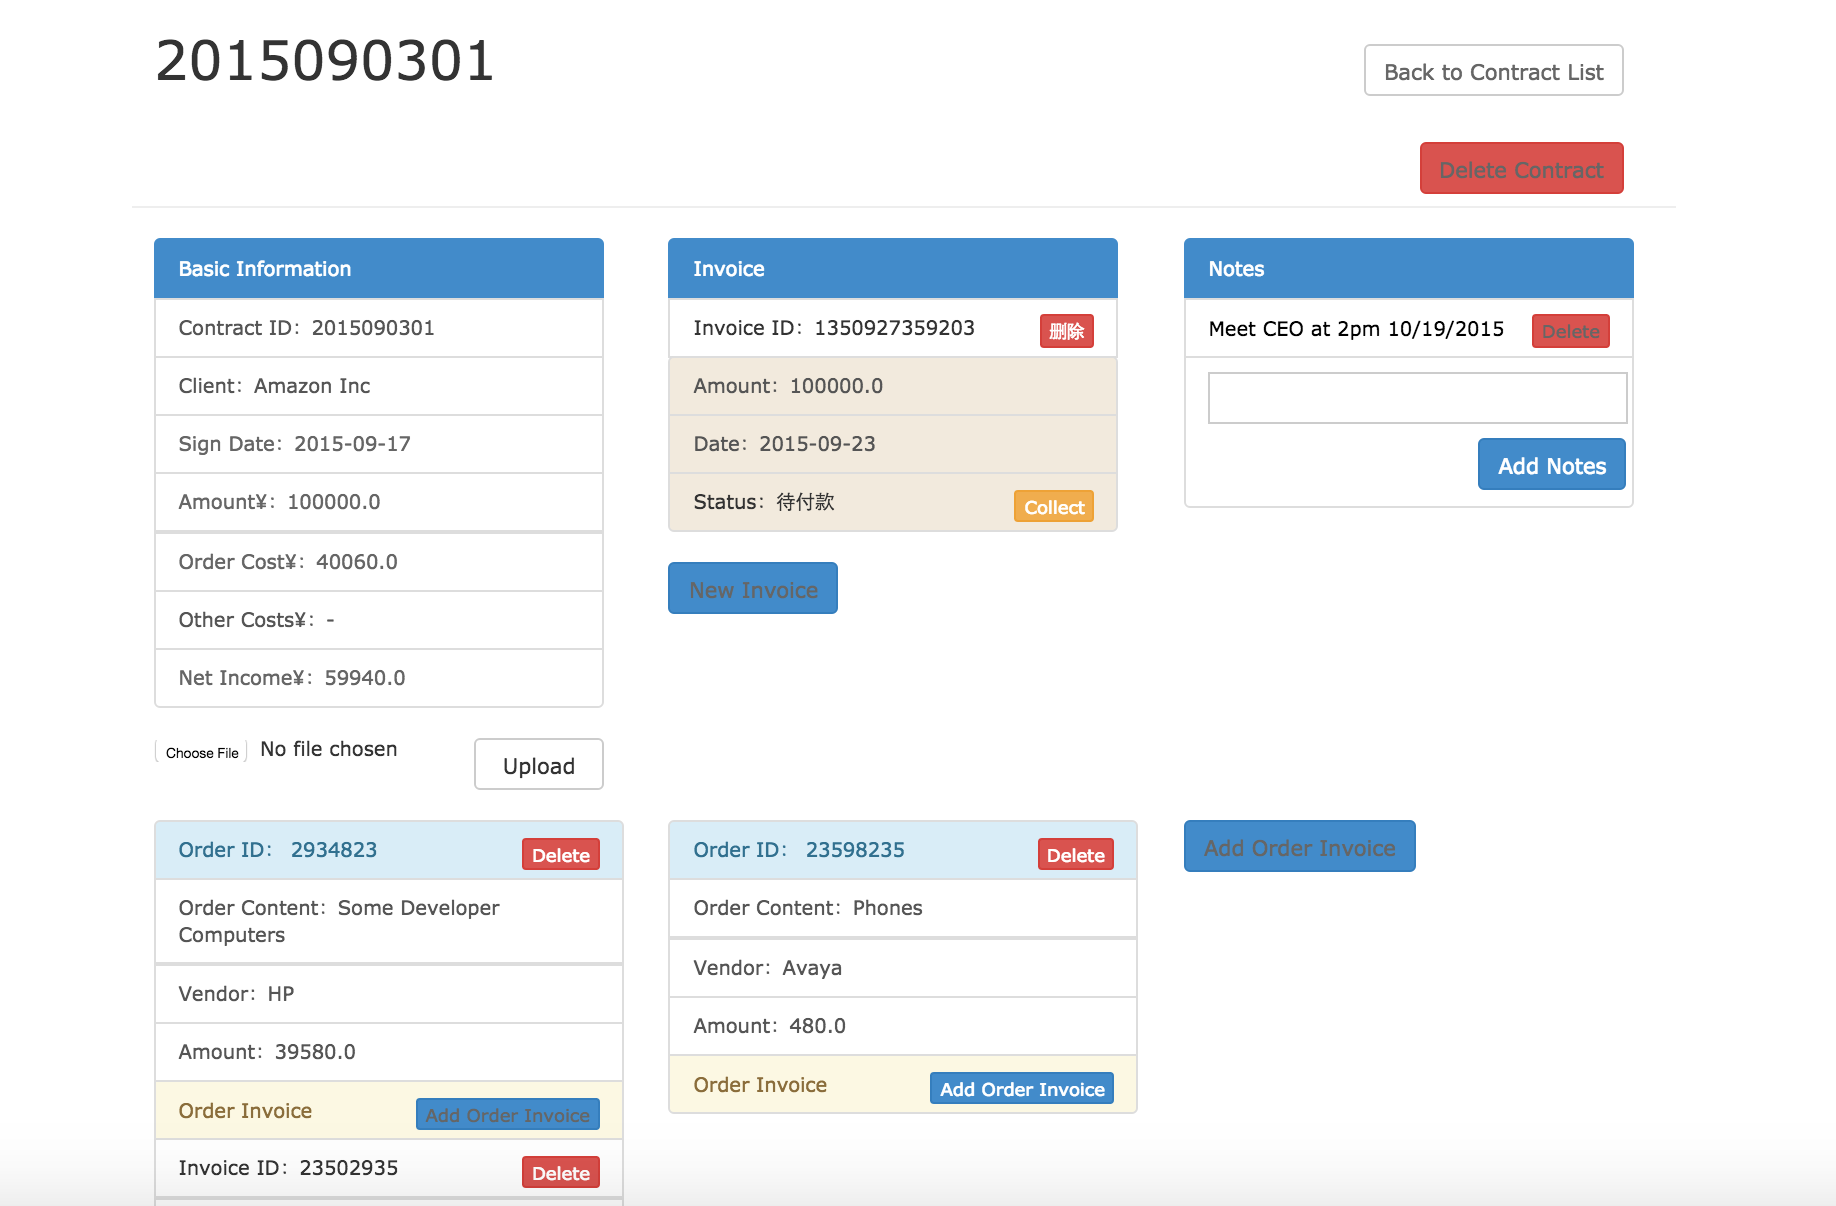 2015090301
Back to Contract List
Delete Contract
Basic Information
Contract ID: 2015090301
Client: Amazon Inc
Sign Date: 2015-09-17
Amount¥: 100000.0
Order Cost¥: 40060.0
Other Costs¥: -
Net Income¥: 59940.0
Choose File No file chosen
Upload
Invoice
Invoice ID: 1350927359203 删除
Amount: 100000.0
Date: 2015-09-23
Status: 待付款 Collect
New Invoice
Notes
Meet CEO at 2pm 10/19/2015 Delete
Add Notes
Order ID: 2934823 Delete
Order Content: Some Developer
Computers
Vendor: HP
Amount: 39580.0
Order Invoice Add Order Invoice
Invoice ID: 23502935 Delete
Order ID: 23598235 Delete
Order Content: Phones
Vendor: Avaya
Amount: 480.0
Order Invoice Add Order Invoice
Add Order Invoice